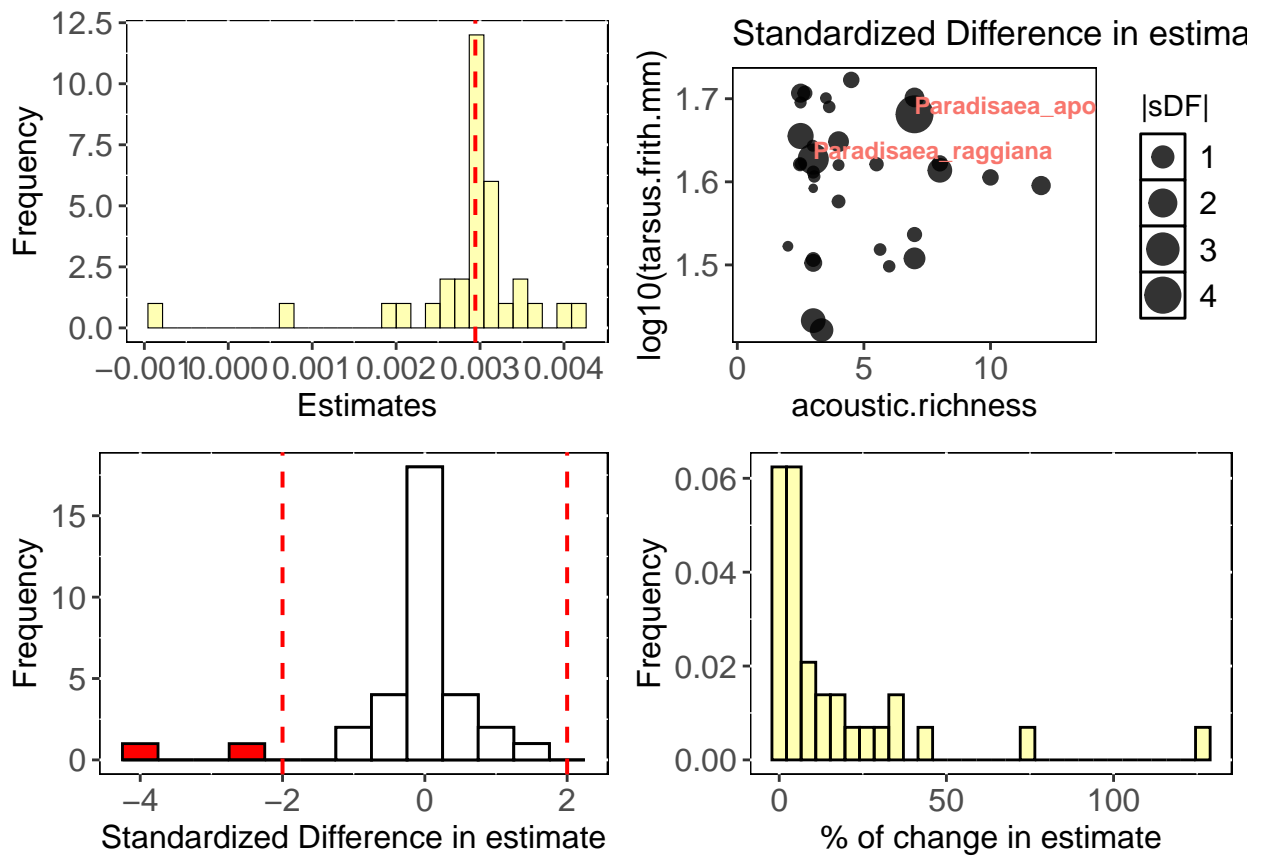 12.5
10.0
7.5
5.0
2.5
0.0
Frequency
−0.001 0.000 0.001 0.002 0.003 0.004
Estimates
Standardized Difference in estima
1.7
1.6
1.5
log10(tarsus.frith.mm)
Paradisaea_apo
Paradisaea_raggiana
0 5 10
acoustic.richness
|sDF|
1
2
3
4
15
10
5
0
Frequency
−4 −2 0 2
Standardized Difference in estimate
0.06
0.04
0.02
0.00
Frequency
0 50 100
% of change in estimate